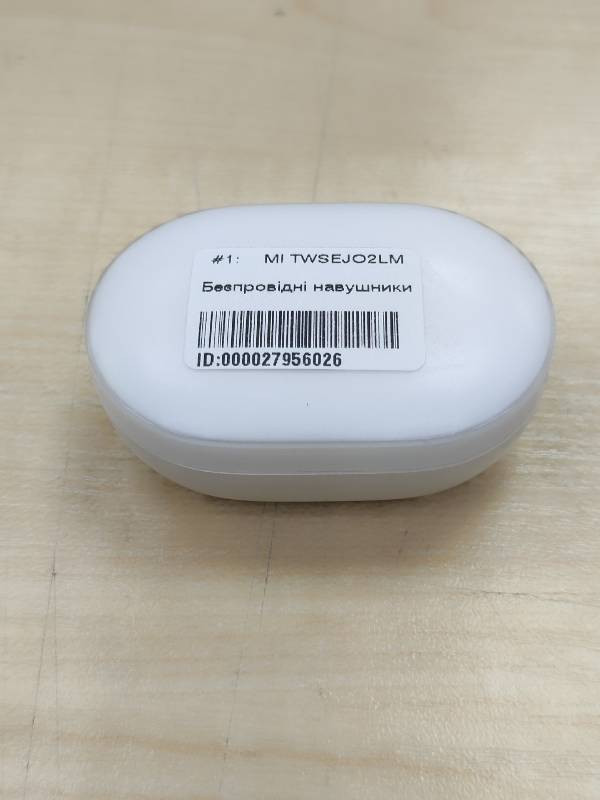 #1: MI TWSEJO2LM
Беспровідні навушники
ID:000027956026